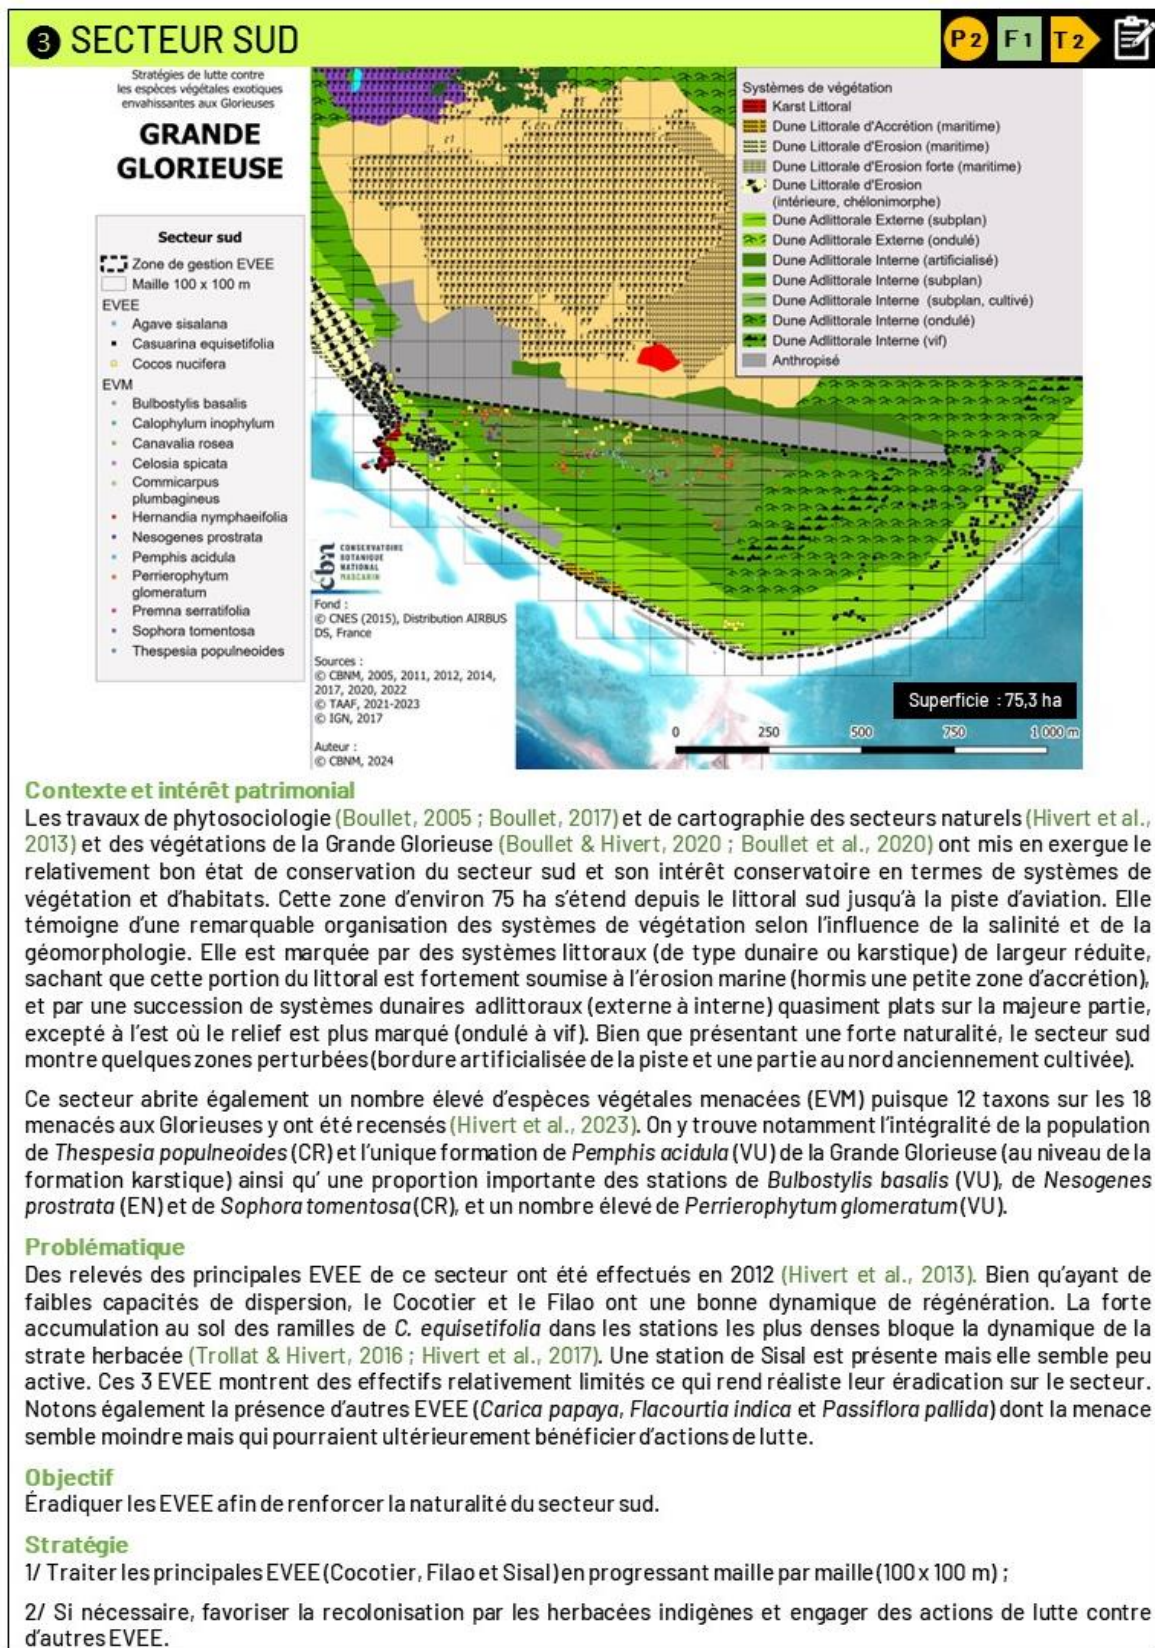 3 SECTEUR SUD
P 2 F 1 T 2
Stratégies de lutte contre
les espèces végétales exotiques
envahissantes aux Glorieuses
GRANDE
GLORIEUSE
Secteur sud
Zone de gestion EVEE
Maille 100 x 100 m
EVEE
Agave sisalana
Casuarina equisetifolia
Cocos nucifera
EVM
Bulbostylis basalis
Calophylum inophylum
Canavalia rosea
Celosia spicata
Commicarpus
plumbagineus
Hernandia nymphaeifolia
Nesogenes prostrata
Pemphis acidula
Perrierophytum
glomeratum
Premna serratifolia
Sophora tomentosa
Thespesia populneoides
Systèmes de végétation
Karst Littoral
Dune Littorale d'Accrétion (maritime)
Dune Littorale d'Erosion (maritime)
Dune Littorale d'Erosion forte (maritime)
Dune Littorale d'Erosion
(intérieure, chélonimorphe)
Dune Adlittorale Externe (subplan)
Dune Adlittorale Externe (ondulé)
Dune Adlittorale Interne (artificialisé)
Dune Adlittorale Interne (subplan)
Dune Adlittorale Interne (subplan, cultivé)
Dune Adlittorale Interne (ondulé)
Dune Adlittorale Interne (vif)
Anthropisé
cbn CONSERVATOIRE
BOTANIQUE
NATIONAL
MASCARIN
Fond :
© CNES (2015), Distribution AIRBUS
DS, France
Sources :
© CBNM, 2005, 2011, 2012, 2014,
2017, 2020, 2022
© TAAF, 2021-2023
© IGN, 2017
Auteur :
© CBNM, 2024
Superficie : 75,3 ha
0 250 500 750 1 000 m
Contexte et intérêt patrimonial
Les travaux de phytosociologie (Boullet, 2005 ; Boullet, 2017) et de cartographie des secteurs naturels (Hivert et al.,
2013) et des végétations de la Grande Glorieuse (Boullet & Hivert, 2020 ; Boullet et al., 2020) ont mis en exergue le
relativement bon état de conservation du secteur sud et son intérêt conservatoire en termes de systèmes de
végétation et d'habitats. Cette zone d'environ 75 ha s'étend depuis le littoral sud jusqu'à la piste d'aviation. Elle
témoigne d'une remarquable organisation des systèmes de végétation selon l'influence de la salinité et de la
géomorphologie. Elle est marquée par des systèmes littoraux (de type dunaire ou karstique) de largeur réduite,
sachant que cette portion du littoral est fortement soumise à l'érosion marine (hormis une petite zone d'accrétion),
et par une succession de systèmes dunaires adlittoraux (externe à interne) quasiment plats sur la majeure partie,
excepté à l'est où le relief est plus marqué (ondulé à vif). Bien que présentant une forte naturalité, le secteur sud
montre quelques zones perturbées (bordure artificialisée de la piste et une partie au nord anciennement cultivée).
Ce secteur abrite également un nombre élevé d'espèces végétales menacées (EVM) puisque 12 taxons sur les 18
menacés aux Glorieuses y ont été recensés (Hivert et al., 2023). On y trouve notamment l'intégralité de la population
de Thespesia populneoides (CR) et l'unique formation de Pemphis acidula (VU) de la Grande Glorieuse (au niveau de la
formation karstique) ainsi qu' une proportion importante des stations de Bulbostylis basalis (VU), de Nesogenes
prostrata (EN) et de Sophora tomentosa (CR), et un nombre élevé de Perrierophytum glomeratum (VU).
Problématique
Des relevés des principales EVEE de ce secteur ont été effectués en 2012 (Hivert et al., 2013). Bien qu'ayant de
faibles capacités de dispersion, le Cocotier et le Filao ont une bonne dynamique de régénération. La forte
accumulation au sol des ramilles de C. equisetifolia dans les stations les plus denses bloque la dynamique de la
strate herbacée (Trollat & Hivert, 2016 ; Hivert et al., 2017). Une station de Sisal est présente mais elle semble peu
active. Ces 3 EVEE montrent des effectifs relativement limités ce qui rend réaliste leur éradication sur le secteur.
Notons également la présence d'autres EVEE (Carica papaya, Flacourtia indica et Passiflora pallida) dont la menace
semble moindre mais qui pourraient ultérieurement bénéficier d'actions de lutte.
Objectif
Éradiquer les EVEE afin de renforcer la naturalité du secteur sud.
Stratégie
1/ Traiter les principales EVEE (Cocotier, Filao et Sisal) en progressant maille par maille (100 x 100 m) ;
2/ Si nécessaire, favoriser la recolonisation par les herbacées indigènes et engager des actions de lutte contre
d'autres EVEE.